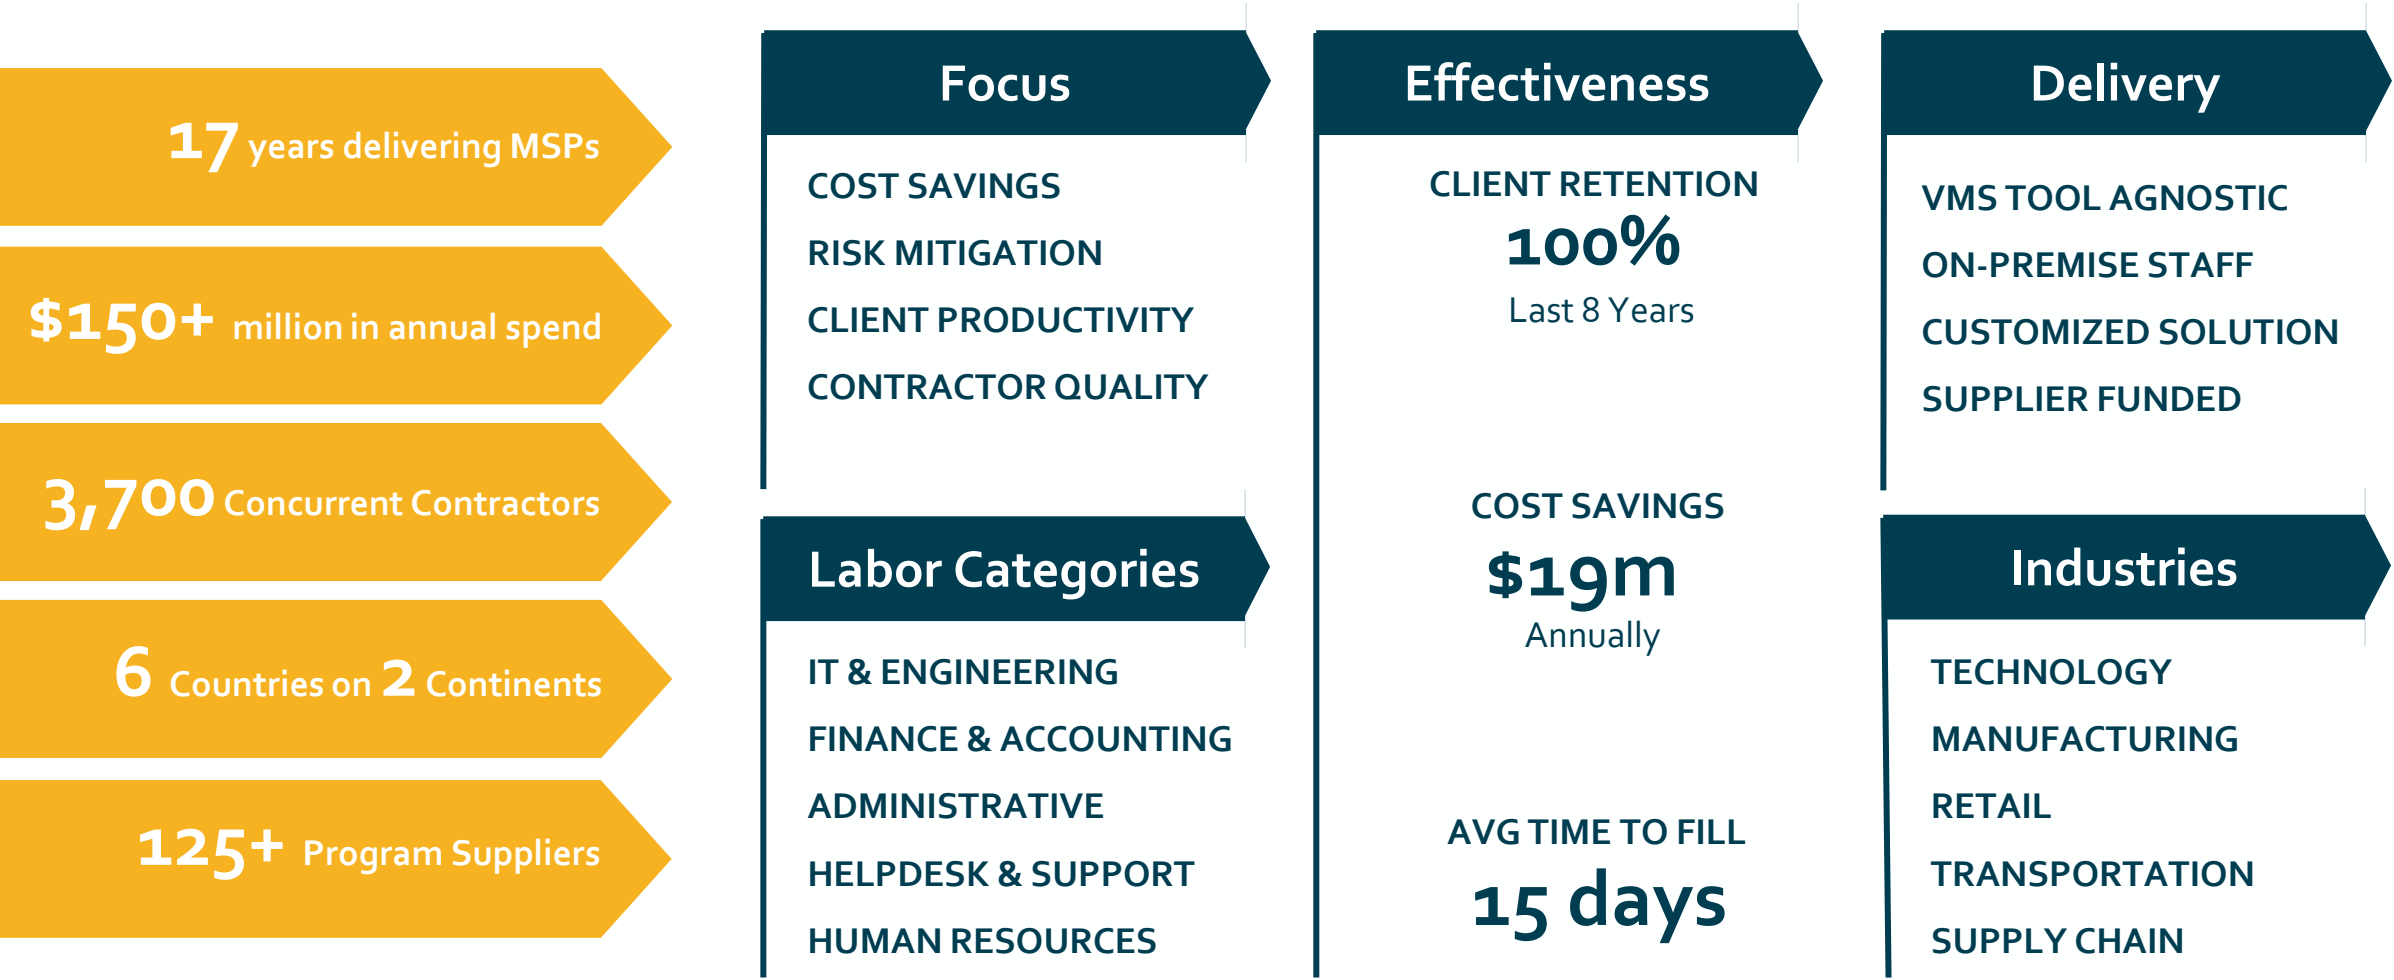 17 years delivering MSPs
$150+ million in annual spend
3,700 Concurrent Contractors
6 Countries on 2 Continents
125+ Program Suppliers
Focus
COST SAVINGS
RISK MITIGATION
CLIENT PRODUCTIVITY
CONTRACTOR QUALITY
Labor Categories
IT & ENGINEERING
FINANCE & ACCOUNTING
ADMINISTRATIVE
HELPDESK & SUPPORT
HUMAN RESOURCES
Effectiveness
CLIENT RETENTION
100%
Last 8 Years
COST SAVINGS
$19m
Annually
AVG TIME TO FILL
15 days
Delivery
VMS TOOL AGNOSTIC
ON-PREMISE STAFF
CUSTOMIZED SOLUTION
SUPPLIER FUNDED
Industries
TECHNOLOGY
MANUFACTURING
RETAIL
TRANSPORTATION
SUPPLY CHAIN